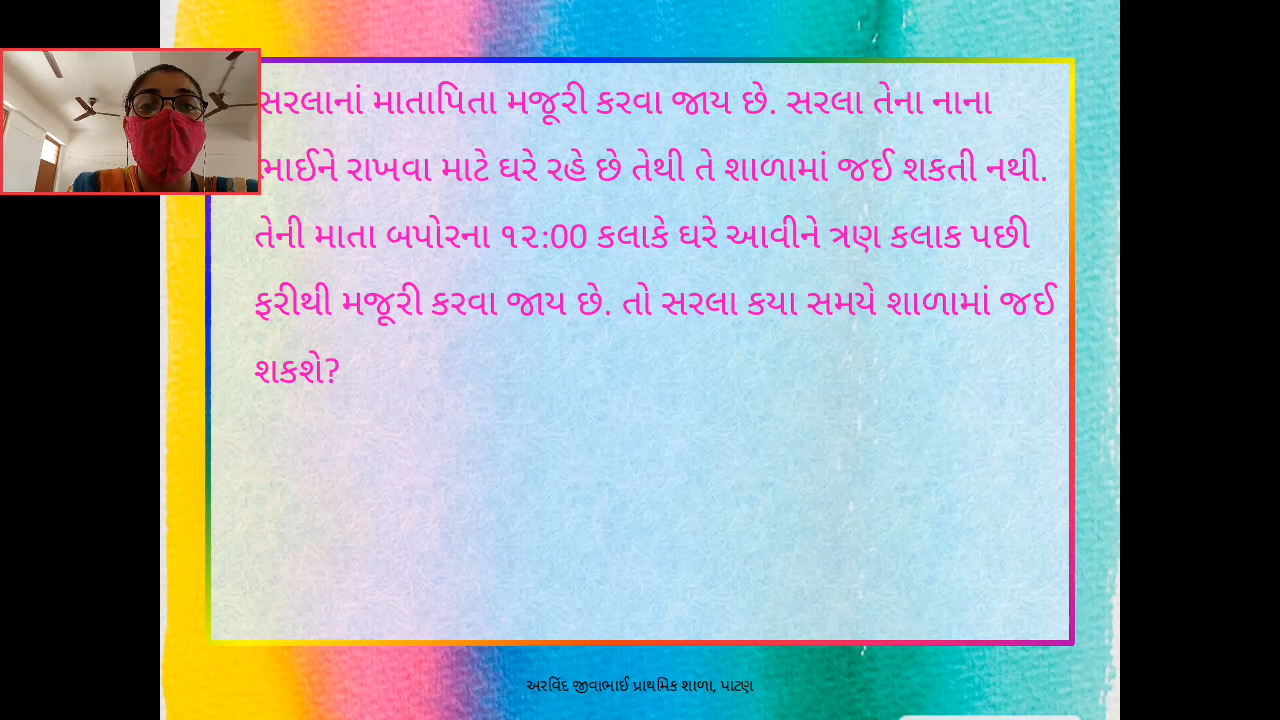 સરલાનાં માતાપિતા મજૂરી કરવા જાય છે. સરલા તેના નાના
ભાઈને રાખવા માટે ઘરે રહે છે તેથી તે શાળામાં જઈ શકતી નથી.
તેની માતા બપોરના ૧૨:00 કલાકે ઘરે આવીને ત્રણ કલાક પછી
ફરીથી મજૂરી કરવા જાય છે. તો સરલા કયા સમયે શાળામાં જઈ
શકશે?
અરવિંદ જીવાભાઈ પ્રાથમિક શાળા, પાટણ